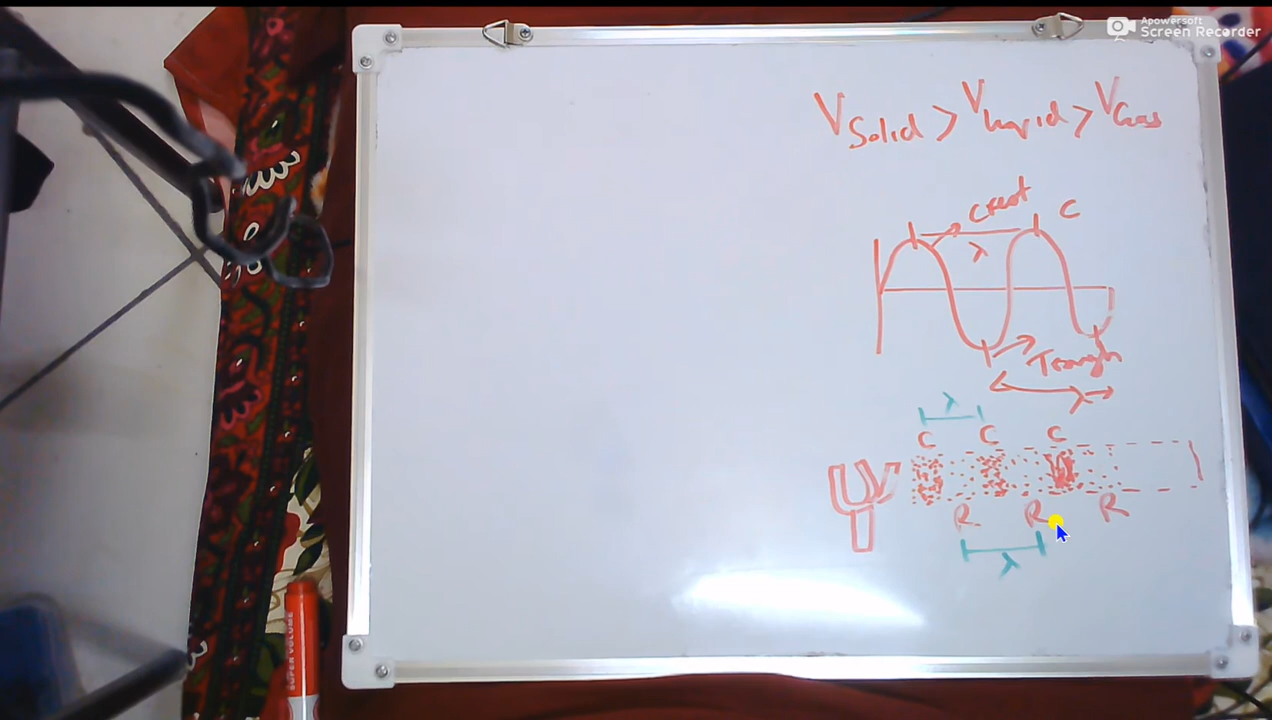 Apowersoft
Screen Recorder
V Solid > V Liquid > V Gas
Crest
C
λ
Trough
λ
λ
C C C
R R R
λ
SUPER VOLUME